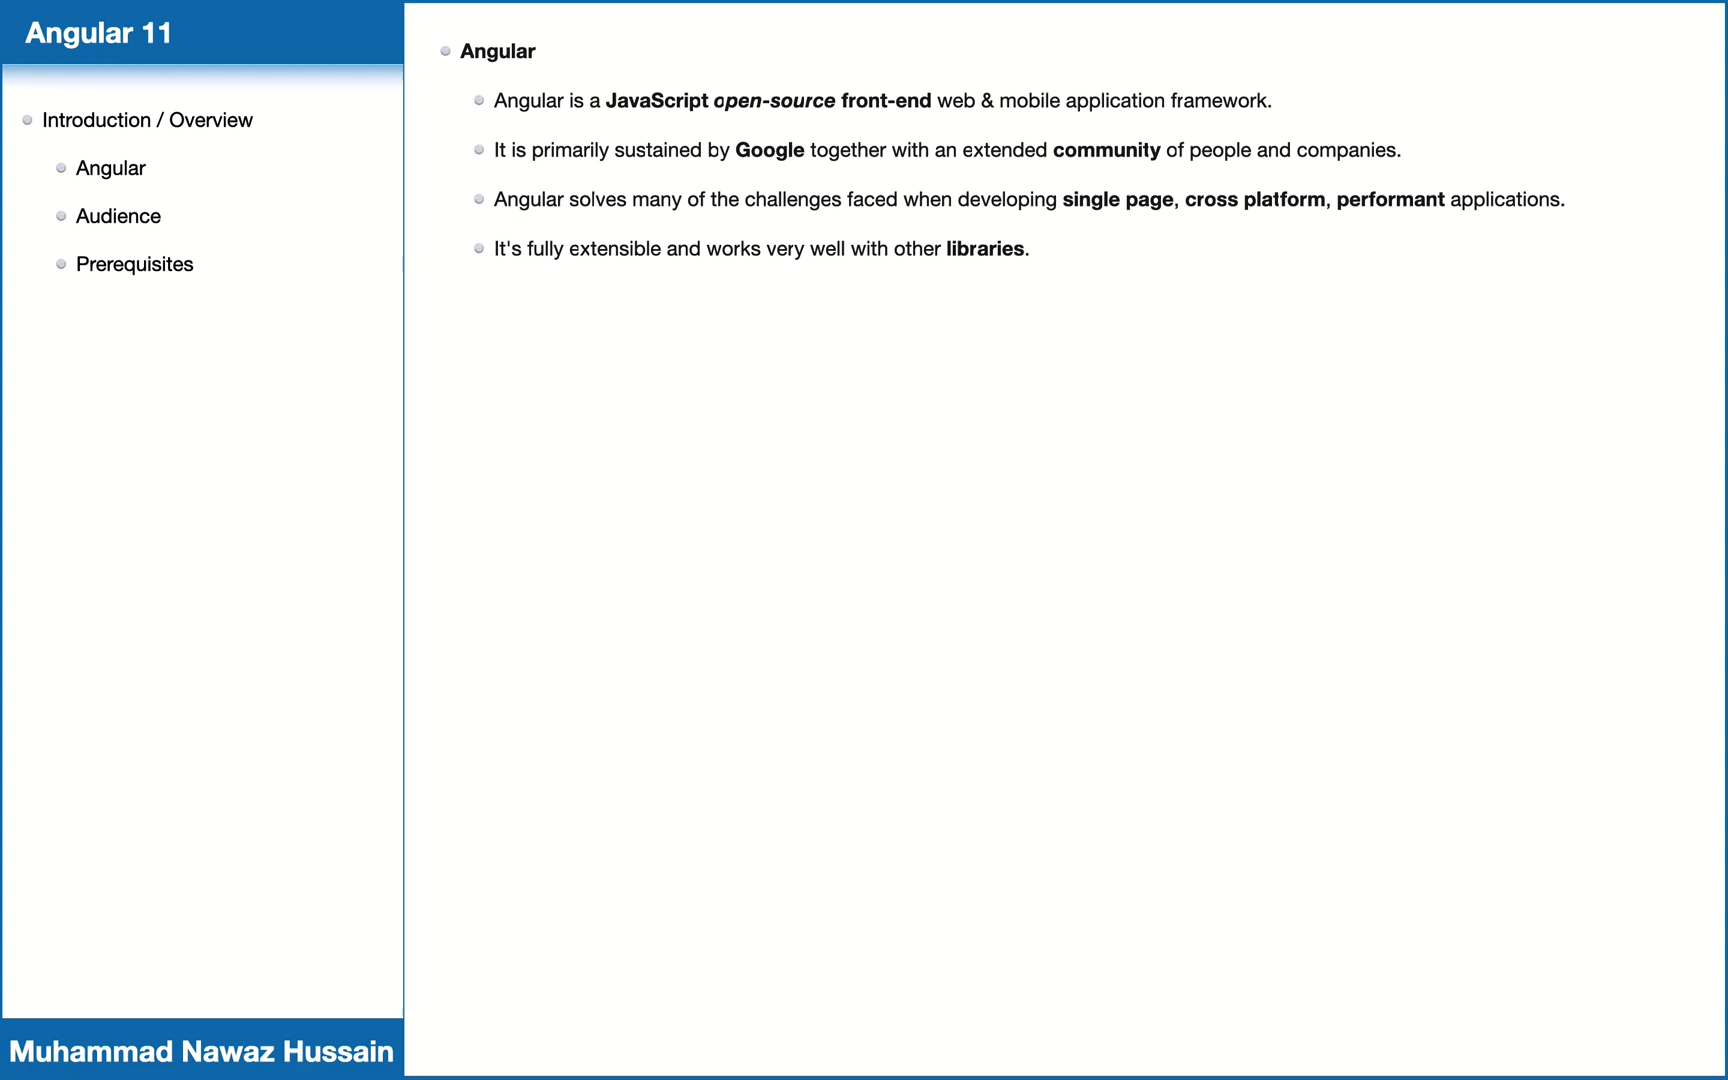 Angular 11
Introduction / Overview
Angular
Audience
Prerequisites
Muhammad Nawaz Hussain
Angular
Angular is a JavaScript open-source front-end web & mobile application framework.
It is primarily sustained by Google together with an extended community of people and companies.
Angular solves many of the challenges faced when developing single page, cross platform, performant applications.
It's fully extensible and works very well with other libraries.